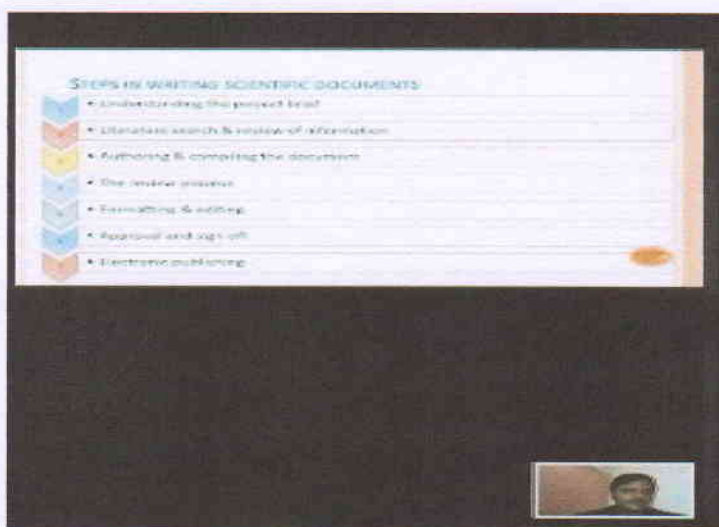 STEPS IN WRITING SCIENTIFIC DOCUMENTS
• Understanding the project brief
• Literature search & review of information
• Authoring & compiling the document
• The review process
• Formatting & editing
• Approval and sign off
• Electronic publishing